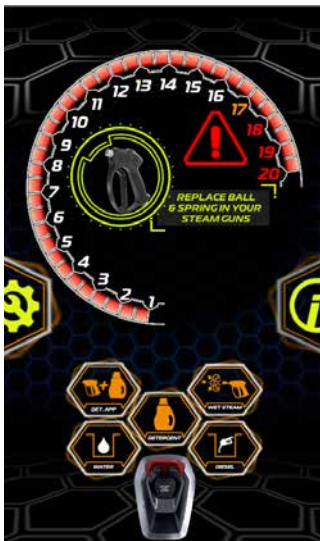 12 13 14 15
11
16
10
17
9
18
8
19
7
20
6
REPLACE BALL
& SPRING IN YOUR
STEAM GUNS
5
4
3
2
1
i
DET. APP
WET STEAM
DETERGENT
WATER
DIESEL